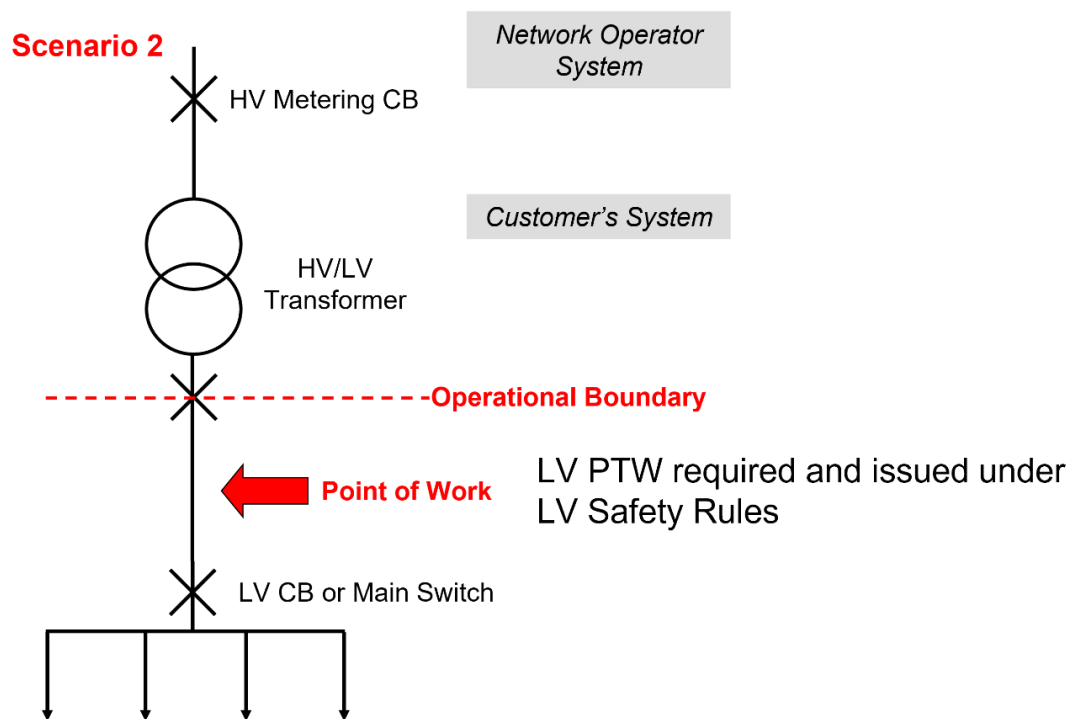 Scenario 2
Network Operator
System
HV Metering CB
Customer's System
HV/LV
Transformer
Operational Boundary
Point of Work
LV PTW required and issued under
LV Safety Rules
LV CB or Main Switch